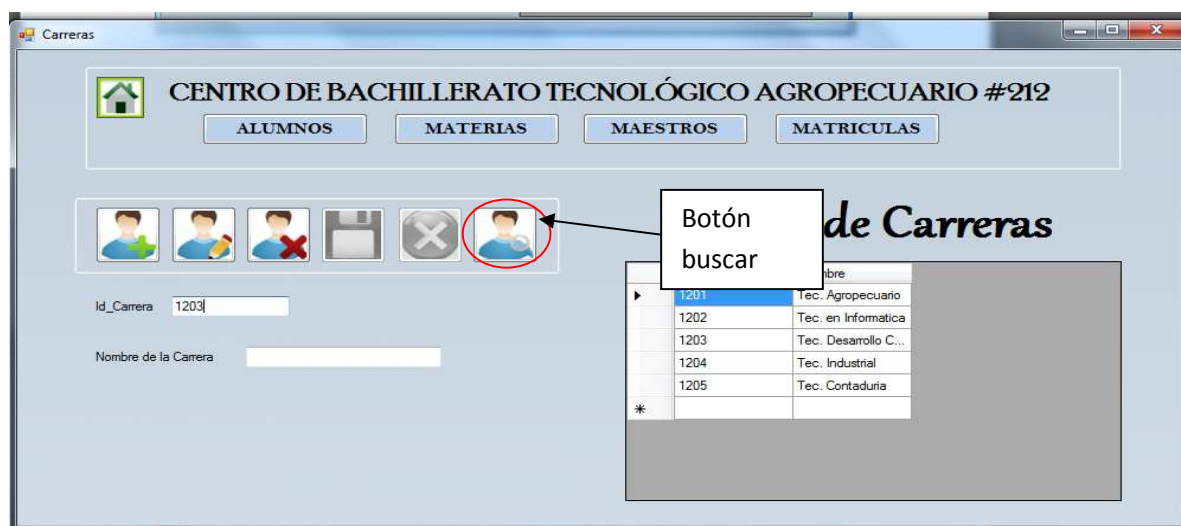 Carreras
CENTRO DE BACHILLERATO TECNOLÓGICO AGROPECUARIO #212
ALUMNOS MATERIAS MAESTROS MATRICULAS
Botón
buscar
de Carreras
Id_Carrera 1203
Nombre de la Carrera
1201 Tec. Agropecuario
1202 Tec. en Informatica
1203 Tec. Desarrollo C...
1204 Tec. Industrial
1205 Tec. Contaduria